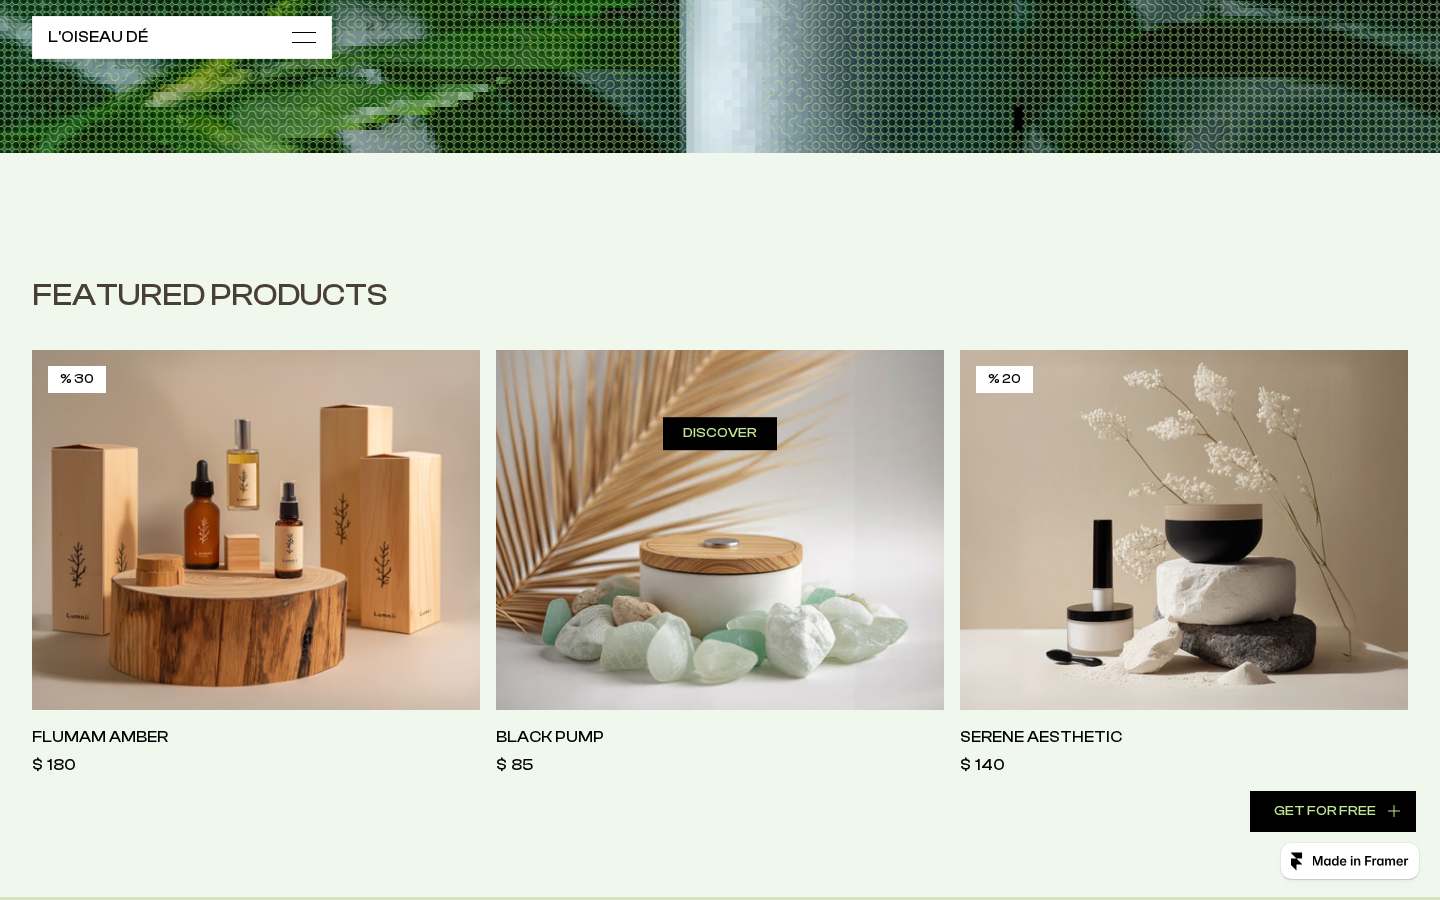 L'OISEAU DÉ
FEATURED PRODUCTS
% 30
DISCOVER
% 20
Lumoji
FLUMAM AMBER
BLACK PUMP
SERENE AESTHETIC
$ 180
$ 85
$ 140
GET FOR FREE
Made in Framer